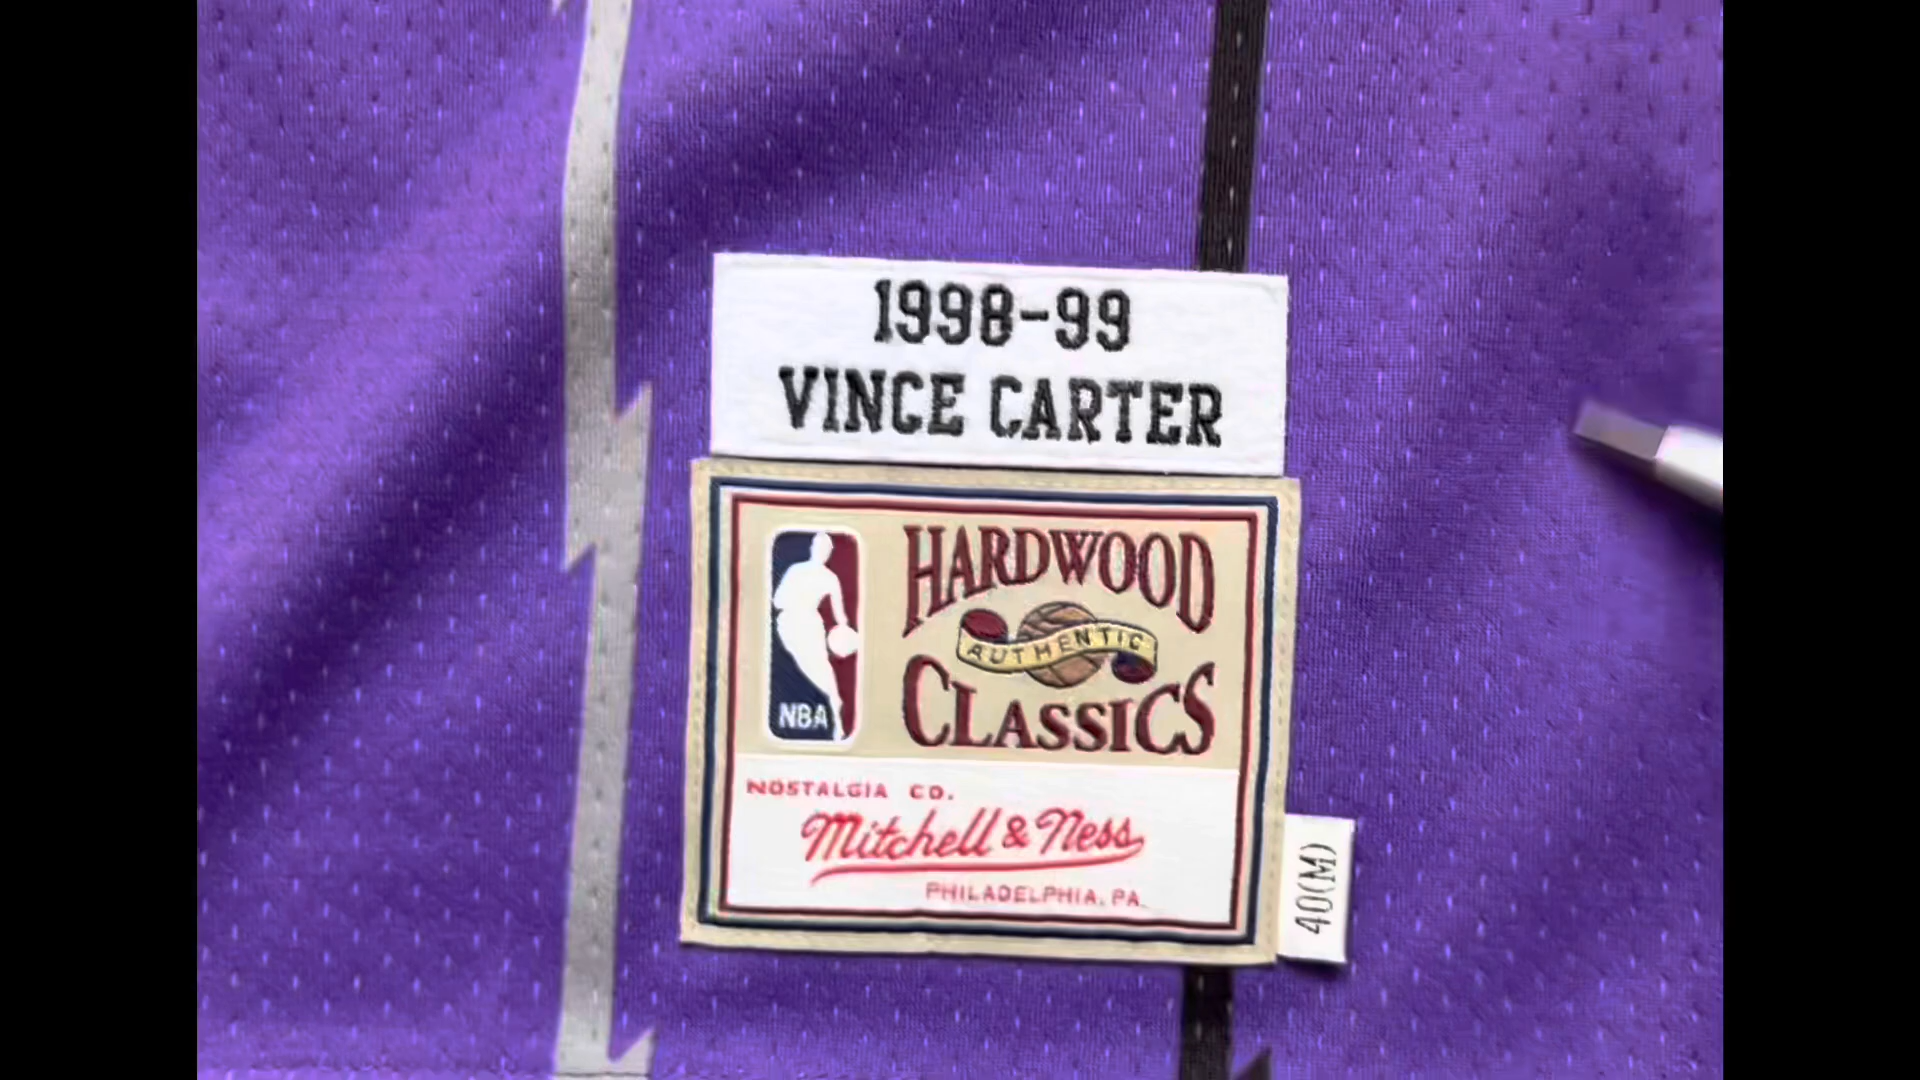 1998-99
VINCE CARTER
HARDWOOD
AUTHENTIC
CLASSICS
NBA
NOSTALGIA CO.
Mitchell & Ness
PHILADELPHIA, PA.
40(M)